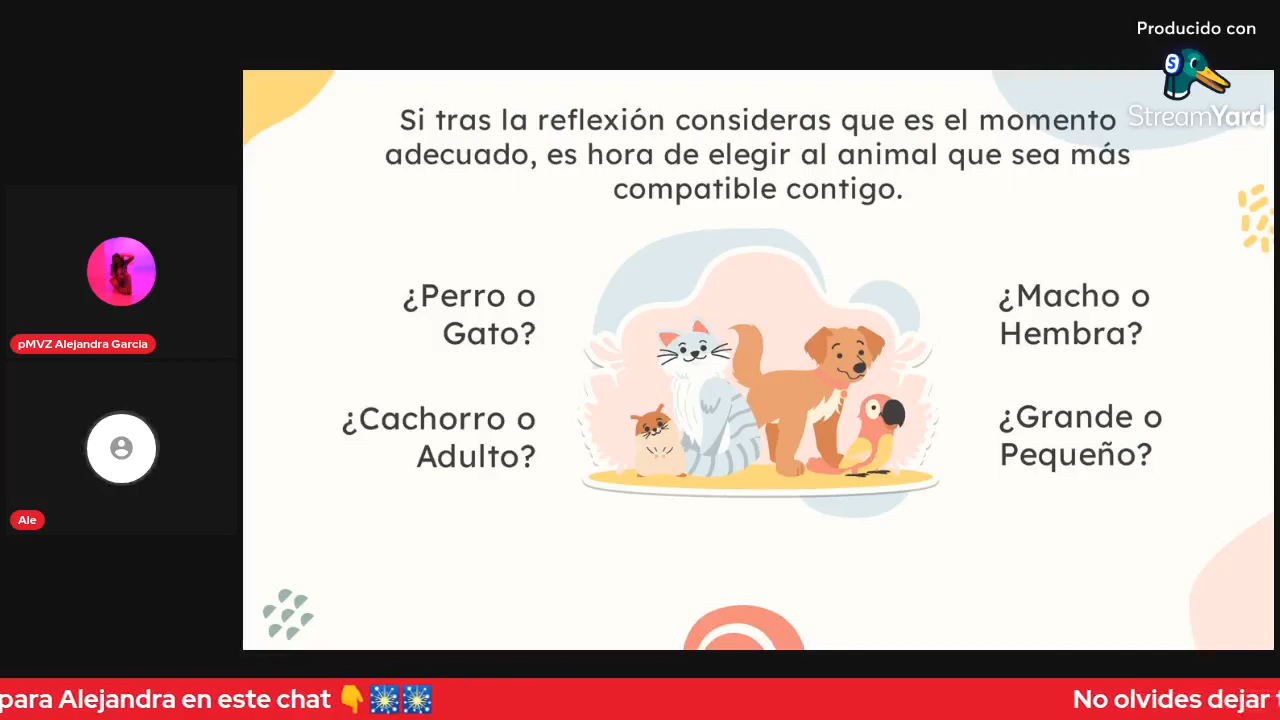 Producido con
StreamYard
Si tras la reflexión consideras que es el momento
adecuado, es hora de elegir al animal que sea más
compatible contigo.
¿Perro o
Gato?
¿Macho o
Hembra?
¿Cachorro o
Adulto?
¿Grande o
Pequeño?
pMVZ Alejandra Garcia
Ale
para Alejandra en este chat 👇🎇🎇
No olvides dejar